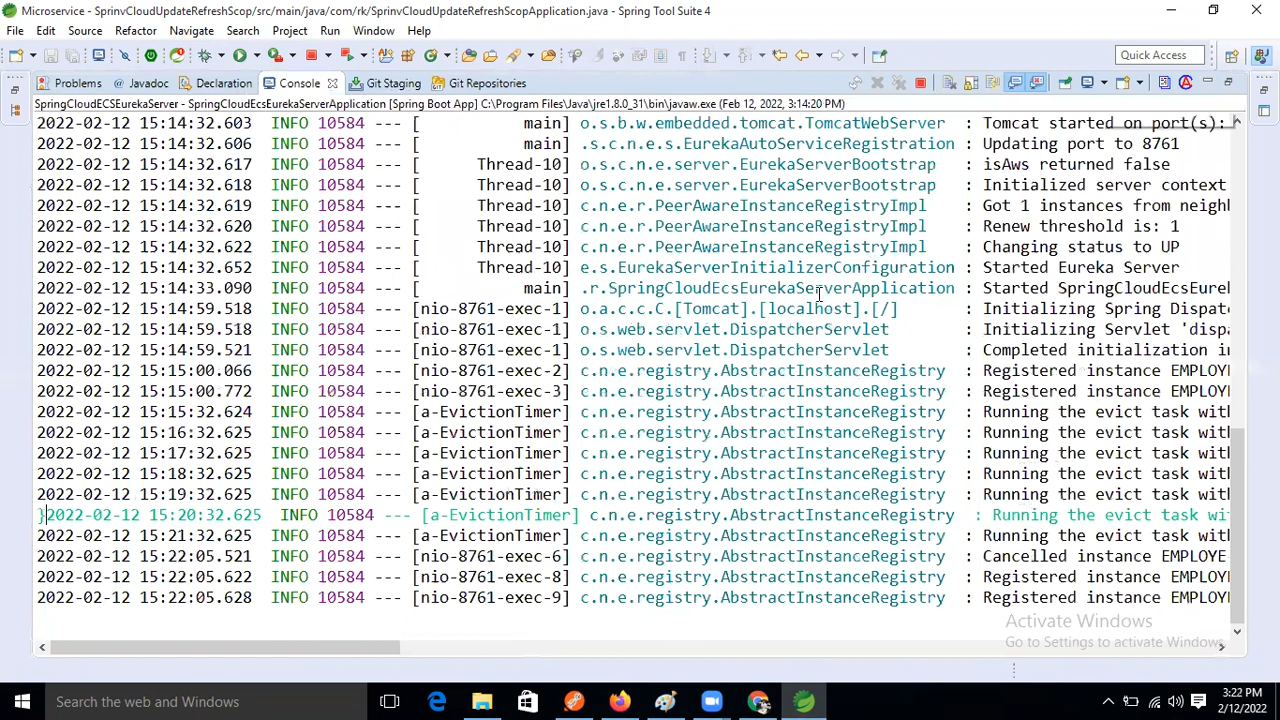 Microservice - SprinvCloudUpdateRefreshScop/src/main/java/com/rk/SprinvCloudUpdateRefreshScopApplication.java - Spring Tool Suite 4
File Edit Source Refactor Navigate Search Project Run Window Help
Quick Access
Problems Javadoc Declaration Console Git Staging Git Repositories
SpringCloudECSEurekaServer - SpringCloudEcsEurekaServerApplication [Spring Boot App] C:\Program Files\Java\jre1.8.0_31\bin\javaw.exe (Feb 12, 2022, 3:14:20 PM)
2022-02-12 15:14:32.603 INFO 10584 --- [ main] o.s.b.w.embedded.tomcat.TomcatWebServer : Tomcat started on port(s):
2022-02-12 15:14:32.606 INFO 10584 --- [ main] .s.c.n.e.s.EurekaAutoServiceRegistration : Updating port to 8761
2022-02-12 15:14:32.617 INFO 10584 --- [ Thread-10] o.s.c.n.e.server.EurekaServerBootstrap : isAws returned false
2022-02-12 15:14:32.618 INFO 10584 --- [ Thread-10] o.s.c.n.e.server.EurekaServerBootstrap : Initialized server context
2022-02-12 15:14:32.619 INFO 10584 --- [ Thread-10] c.n.e.r.PeerAwareInstanceRegistryImpl : Got 1 instances from neigh
2022-02-12 15:14:32.620 INFO 10584 --- [ Thread-10] c.n.e.r.PeerAwareInstanceRegistryImpl : Renew threshold is: 1
2022-02-12 15:14:32.622 INFO 10584 --- [ Thread-10] c.n.e.r.PeerAwareInstanceRegistryImpl : Changing status to UP
2022-02-12 15:14:32.652 INFO 10584 --- [ Thread-10] e.s.EurekaServerInitializerConfiguration : Started Eureka Server
2022-02-12 15:14:33.090 INFO 10584 --- [ main] .r.SpringCloudEcsEurekaServerApplication : Started SpringCloudEcsEurek
2022-02-12 15:14:59.518 INFO 10584 --- [nio-8761-exec-1] o.a.c.c.C.[Tomcat].[localhost].[/] : Initializing Spring Dispat
2022-02-12 15:14:59.519 INFO 10584 --- [nio-8761-exec-1] o.s.web.servlet.DispatcherServlet : Initializing Servlet 'disp
2022-02-12 15:14:59.521 INFO 10584 --- [nio-8761-exec-1] o.s.web.servlet.DispatcherServlet : Completed initialization in
2022-02-12 15:15:00.066 INFO 10584 --- [nio-8761-exec-2] c.n.e.registry.AbstractInstanceRegistry : Registered instance EMPLOYE
2022-02-12 15:15:00.772 INFO 10584 --- [nio-8761-exec-3] c.n.e.registry.AbstractInstanceRegistry : Registered instance EMPLOYE
2022-02-12 15:15:32.624 INFO 10584 --- [a-EvictionTimer] c.n.e.registry.AbstractInstanceRegistry : Running the evict task with
2022-02-12 15:16:32.625 INFO 10584 --- [a-EvictionTimer] c.n.e.registry.AbstractInstanceRegistry : Running the evict task with
2022-02-12 15:17:32.625 INFO 10584 --- [a-EvictionTimer] c.n.e.registry.AbstractInstanceRegistry : Running the evict task with
2022-02-12 15:18:32.625 INFO 10584 --- [a-EvictionTimer] c.n.e.registry.AbstractInstanceRegistry : Running the evict task with
2022-02-12 15:19:32.625 INFO 10584 --- [a-EvictionTimer] c.n.e.registry.AbstractInstanceRegistry : Running the evict task with
}2022-02-12 15:20:32.625 INFO 10584 --- [a-EvictionTimer] c.n.e.registry.AbstractInstanceRegistry : Running the evict task wi
2022-02-12 15:21:32.625 INFO 10584 --- [a-EvictionTimer] c.n.e.registry.AbstractInstanceRegistry : Running the evict task with
2022-02-12 15:22:05.521 INFO 10584 --- [nio-8761-exec-6] c.n.e.registry.AbstractInstanceRegistry : Cancelled instance EMPLOYE-
2022-02-12 15:22:05.622 INFO 10584 --- [nio-8761-exec-8] c.n.e.registry.AbstractInstanceRegistry : Registered instance EMPLOYE
2022-02-12 15:22:05.628 INFO 10584 --- [nio-8761-exec-9] c.n.e.registry.AbstractInstanceRegistry : Registered instance EMPLOYE
Activate Windows
Go to Settings to activate Windows.
Search the web and Windows
3:22 PM
2/12/2022